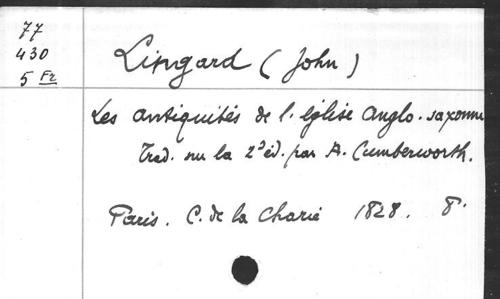 77
430
5 Fr
Lingard (John)
Les antiquités de l'église anglo-saxonne
Trad. sur la 2e éd. par A. Cumberworth.
Paris. C. de la Charie 1828. 8°.